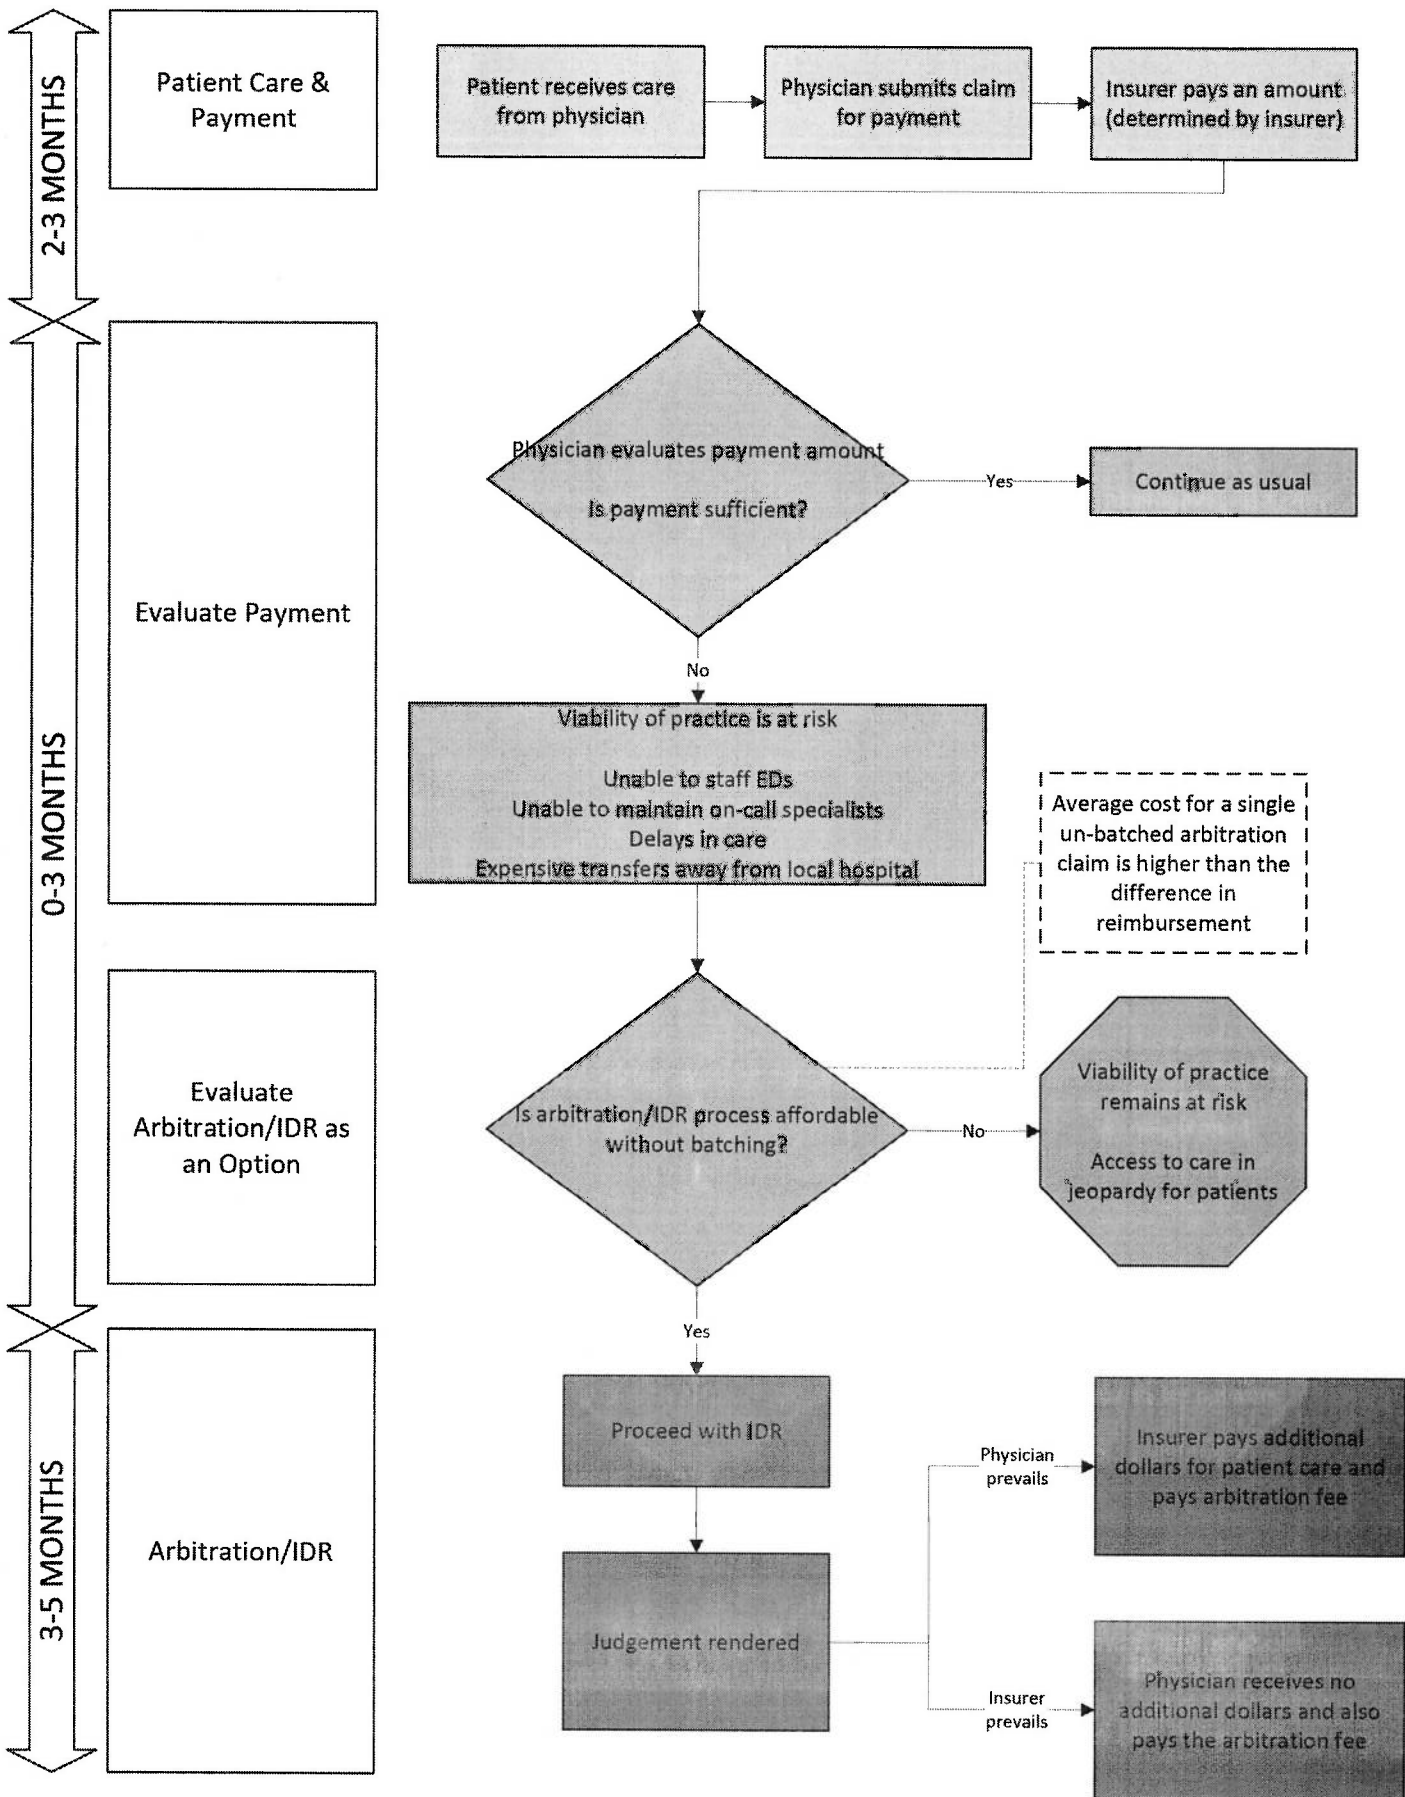 2-3 MONTHS
Patient Care &
Payment
Patient receives care
from physician
Physician submits claim
for payment
Insurer pays an amount
(determined by insurer)
0-3 MONTHS
Evaluate Payment
Physician evaluates payment amount
Is payment sufficient?
Yes
Continue as usual
No
Viability of practice is at risk
Unable to staff EDs
Unable to maintain on-call specialists
Delays in care
Expensive transfers away from local hospital
Average cost for a single
un-batched arbitration
claim is higher than the
difference in
reimbursement
Evaluate
Arbitration/IDR as
an Option
Is arbitration/IDR process affordable
without batching?
No
Viability of practice
remains at risk
Access to care in
jeopardy for patients
Yes
3-5 MONTHS
Arbitration/IDR
Proceed with IDR
Judgement rendered
Physician
prevails
Insurer pays additional
dollars for patient care and
pays arbitration fee
Insurer
prevails
Physician receives no
additional dollars and also
pays the arbitration fee